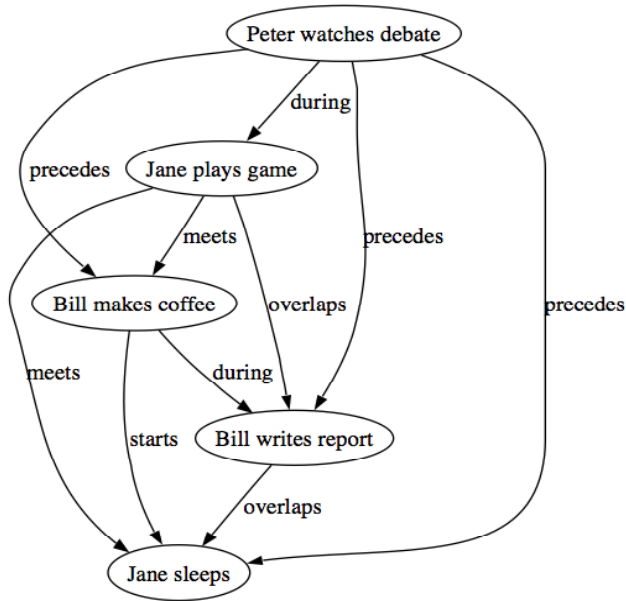 Peter watches debate
during
Jane plays game
precedes
meets
precedes
Bill makes coffee
overlaps
precedes
meets
during
Bill writes report
starts
overlaps
Jane sleeps